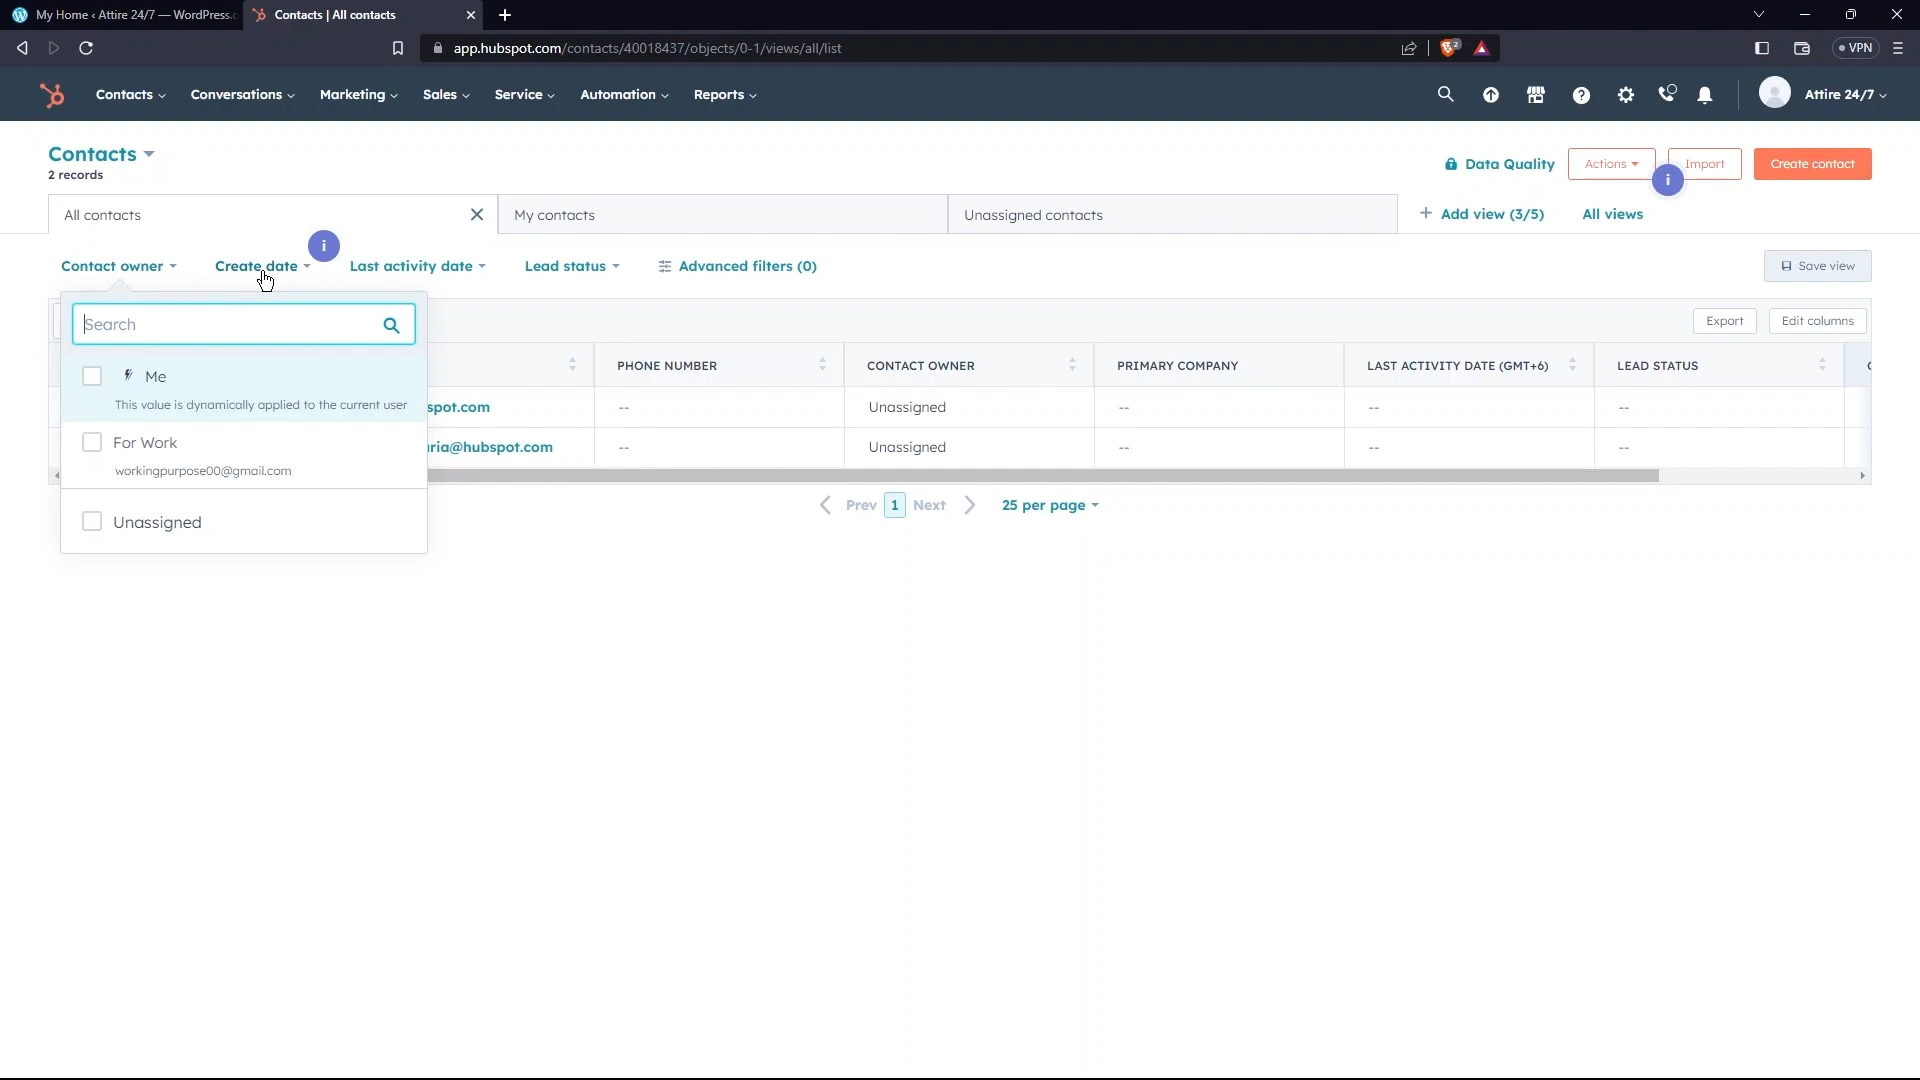 My Home ‹ Attire 24/7 — WordPress.c
Contacts | All contacts
app.hubspot.com/contacts/40018437/objects/0-1/views/all/list
2
VPN
Contacts
Conversations
Marketing
Sales
Service
Automation
Reports
Attire 24/7
Contacts
2 records
Data Quality
Actions
Import
Create contact
i
All contacts
My contacts
Unassigned contacts
+ Add view (3/5)
All views
i
Contact owner
Create date
Last activity date
Lead status
Advanced filters (0)
Save view
Search
Export
Edit columns
PHONE NUMBER
CONTACT OWNER
PRIMARY COMPANY
LAST ACTIVITY DATE (GMT+6)
LEAD STATUS
Me
This value is dynamically applied to the current user
spot.com
--
Unassigned
--
--
--
For Work
workingpurpose00@gmail.com
ria@hubspot.com
--
Unassigned
--
--
--
Unassigned
Prev 1 Next
25 per page